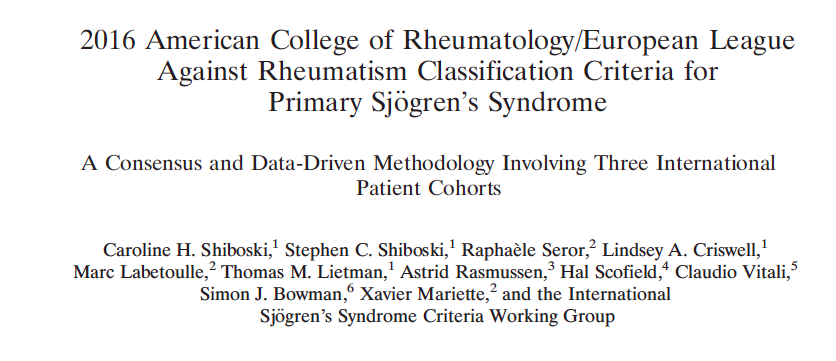 2016 American College of Rheumatology/European League
Against Rheumatism Classification Criteria for
Primary Sjögren’s Syndrome
A Consensus and Data-Driven Methodology Involving Three International
Patient Cohorts
Caroline H. Shiboski,¹ Stephen C. Shiboski,¹ Raphaèle Seror,² Lindsey A. Criswell,¹
Marc Labetoulle,² Thomas M. Lietman,¹ Astrid Rasmussen,³ Hal Scofield,⁴ Claudio Vitali,⁵
Simon J. Bowman,⁶ Xavier Mariette,² and the International
Sjögren’s Syndrome Criteria Working Group